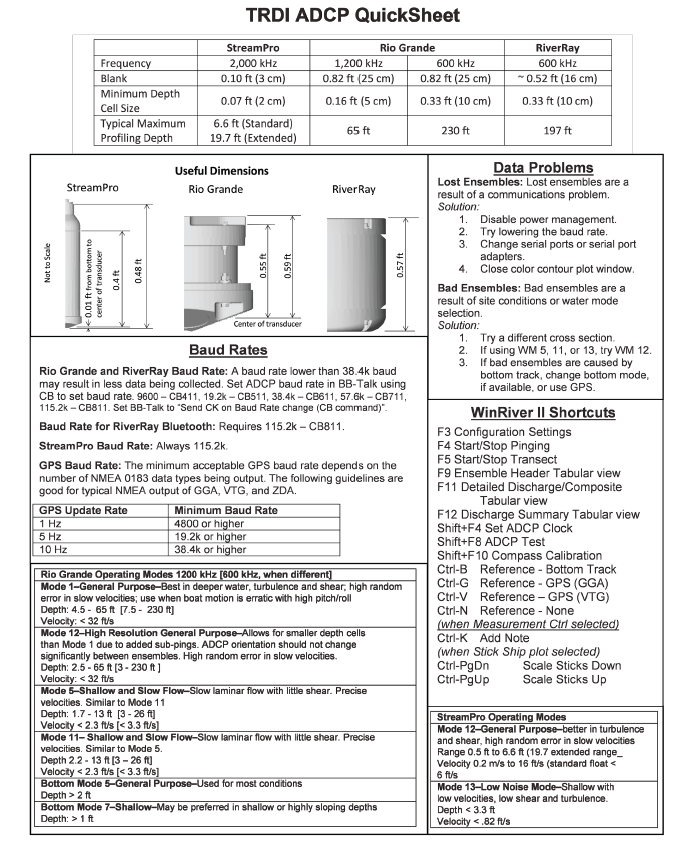 TRDI ADCP QuickSheet
StreamPro Rio Grande RiverRay
Frequency 2,000 kHz 1,200 kHz 600 kHz 600 kHz
Blank 0.10 ft (3 cm) 0.82 ft (25 cm) 0.82 ft (25 cm) ~ 0.52 ft (16 cm)
Minimum Depth
Cell Size 0.07 ft (2 cm) 0.16 ft (5 cm) 0.33 ft (10 cm) 0.33 ft (10 cm)
Typical Maximum
Profiling Depth 6.6 ft (Standard)
19.7 ft (Extended) 65 ft 230 ft 197 ft
Useful Dimensions
StreamPro Rio Grande RiverRay
Not to Scale
0.01 ft from bottom to
center of transducer
0.4 ft
0.48 ft
0.55 ft
0.59 ft
0.57 ft
Center of transducer
Baud Rates
Rio Grande and RiverRay Baud Rate: A baud rate lower than 38.4k baud
may result in less data being collected. Set ADCP baud rate in BB-Talk using
CB to set baud rate. 9600 – CB411, 19.2k – CB511, 38.4k – CB611, 57.6k – CB711,
115.2k – CB811. Set BB-Talk to "Send CK on Baud Rate change (CB command)".
Baud Rate for RiverRay Bluetooth: Requires 115.2k – CB811.
StreamPro Baud Rate: Always 115.2k.
GPS Baud Rate: The minimum acceptable GPS baud rate depends on the
number of NMEA 0183 data types being output. The following guidelines are
good for typical NMEA output of GGA, VTG, and ZDA.
GPS Update Rate Minimum Baud Rate
1 Hz 4800 or higher
5 Hz 19.2k or higher
10 Hz 38.4k or higher
Rio Grande Operating Modes 1200 kHz [600 kHz, when different]
Mode 1–General Purpose–Best in deeper water, turbulence and shear; high random
error in slow velocities; use when boat motion is erratic with high pitch/roll
Depth: 4.5 - 65 ft [7.5 - 230 ft]
Velocity: < 32 ft/s
Mode 12–High Resolution General Purpose–Allows for smaller depth cells
than Mode 1 due to added sub-pings. ADCP orientation should not change
significantly between ensembles. High random error in slow velocities.
Depth: 2.5 - 65 ft [3 - 230 ft ]
Velocity: < 32 ft/s
Mode 5–Shallow and Slow Flow–Slow laminar flow with little shear. Precise
velocities. Similar to Mode 11
Depth: 1.7 - 13 ft [3 - 26 ft]
Velocity < 2.3 ft/s [< 3.3 ft/s]
Mode 11– Shallow and Slow Flow–Slow laminar flow with little shear. Precise
velocities. Similar to Mode 5.
Depth 2.2 - 13 ft [3 – 26 ft]
Velocity < 2.3 ft/s [< 3.3 ft/s]
Bottom Mode 5–General Purpose–Used for most conditions
Depth > 2 ft
Bottom Mode 7–Shallow–May be preferred in shallow or highly sloping depths
Depth: > 1 ft
Data Problems
Lost Ensembles: Lost ensembles are a
result of a communications problem.
Solution:
1. Disable power management.
2. Try lowering the baud rate.
3. Change serial ports or serial port
adapters.
4. Close color contour plot window.
Bad Ensembles: Bad ensembles are a
result of site conditions or water mode
selection.
Solution:
1. Try a different cross section.
2. If using WM 5, 11, or 13, try WM 12.
3. If bad ensembles are caused by
bottom track, change bottom mode,
if available, or use GPS.
WinRiver II Shortcuts
F3 Configuration Settings
F4 Start/Stop Pinging
F5 Start/Stop Transect
F9 Ensemble Header Tabular view
F11 Detailed Discharge/Composite
Tabular view
F12 Discharge Summary Tabular view
Shift+F4 Set ADCP Clock
Shift+F8 ADCP Test
Shift+F10 Compass Calibration
Ctrl-B Reference - Bottom Track
Ctrl-G Reference - GPS (GGA)
Ctrl-V Reference – GPS (VTG)
Ctrl-N Reference - None
(when Measurement Ctrl selected)
Ctrl-K Add Note
(when Stick Ship plot selected)
Ctrl-PgDn Scale Sticks Down
Ctrl-PgUp Scale Sticks Up
StreamPro Operating Modes
Mode 12–General Purpose–better in turbulence
and shear, high random error in slow velocities
Range 0.5 ft to 6.6 ft (19.7 extended range_
Velocity 0.2 m/s to 16 ft/s (standard float <
6 ft/s
Mode 13–Low Noise Mode–Shallow with
low velocities, low shear and turbulence.
Depth < 3.3 ft
Velocity < .82 ft/s